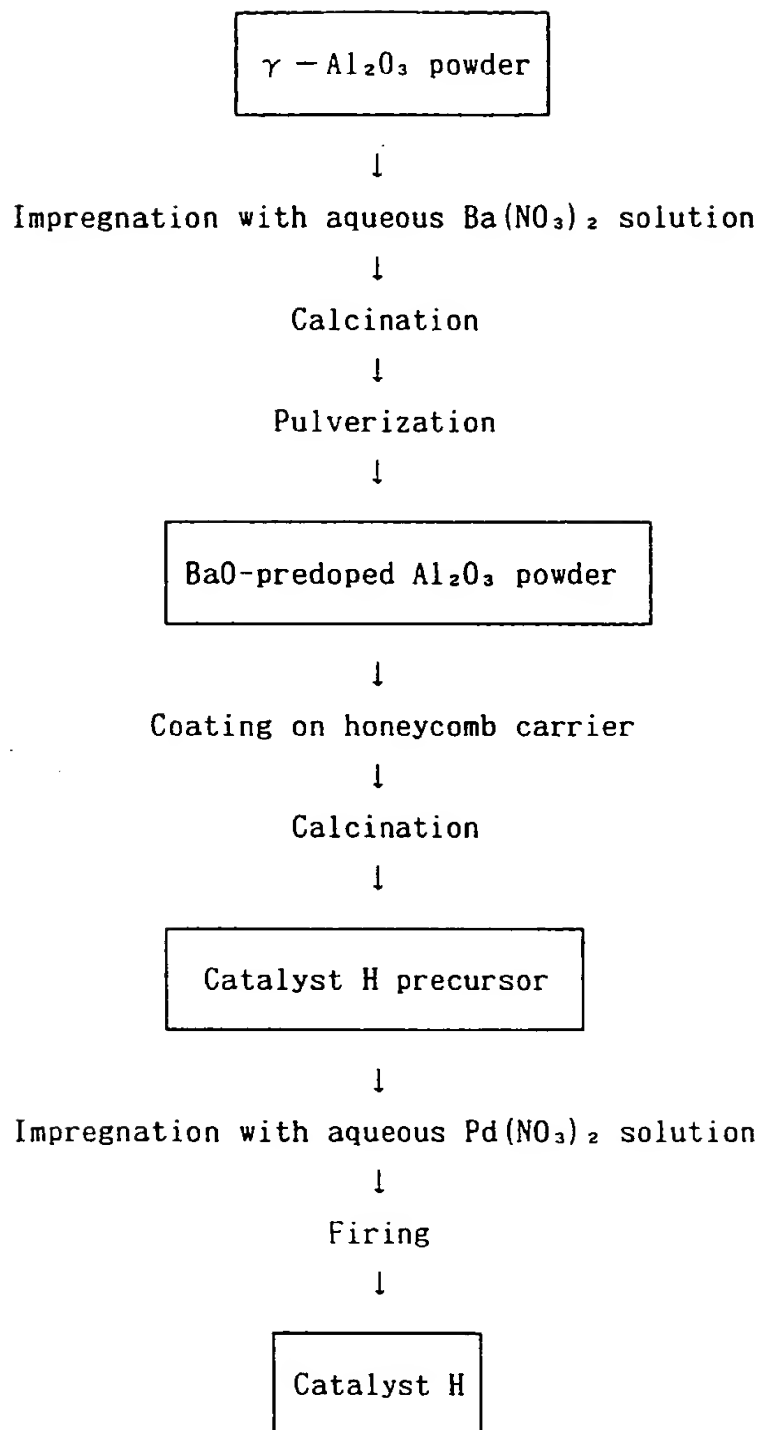 γ－Al₂O₃ powder
↓
Impregnation with aqueous Ba(NO₃)₂ solution
↓
Calcination
↓
Pulverization
↓
BaO-predoped Al₂O₃ powder
↓
Coating on honeycomb carrier
↓
Calcination
↓
Catalyst H precursor
↓
Impregnation with aqueous Pd(NO₃)₂ solution
↓
Firing
↓
Catalyst H